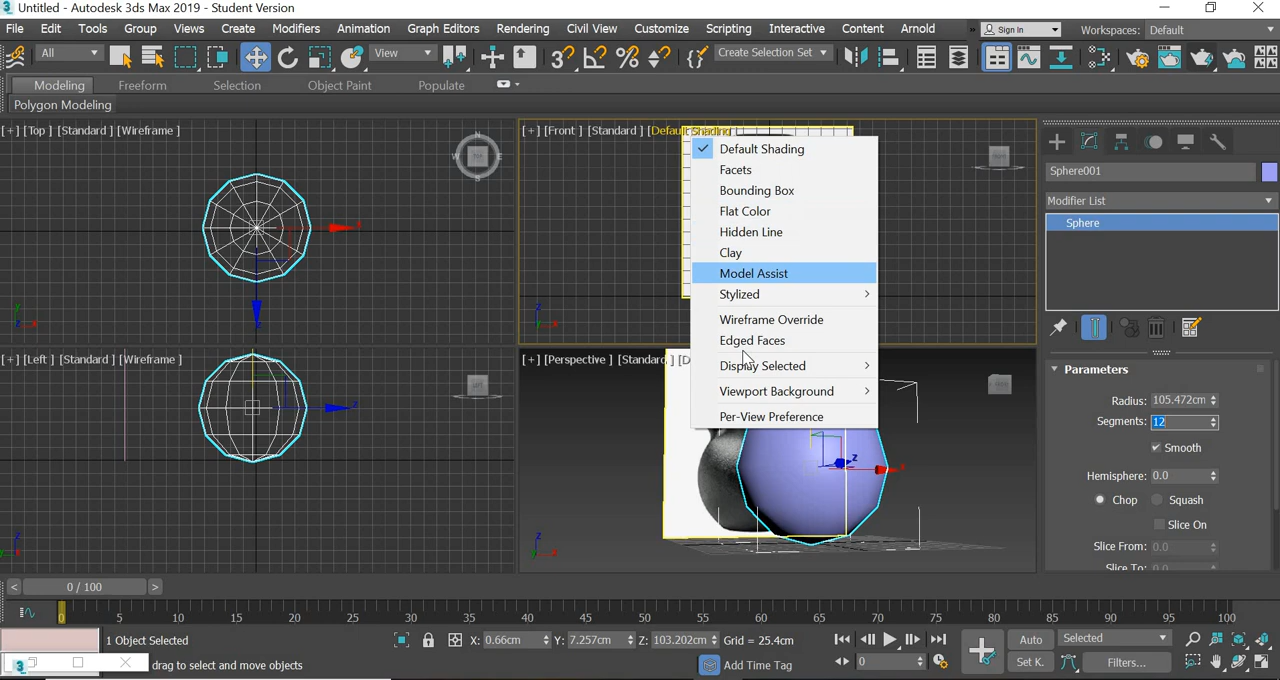 Untitled - Autodesk 3ds Max 2019 - Student Version
File Edit Tools Group Views Create Modifiers Animation Graph Editors Rendering Civil View Customize Scripting Interactive Content Arnold » Sign In Workspaces: Default
All View Create Selection Set
Modeling Freeform Selection Object Paint Populate
Polygon Modeling
[+] [Top ] [Standard ] [Wireframe ]
[+] [Front ] [Standard ] [Default Shading ]
Default Shading
Facets
Bounding Box
Flat Color
Hidden Line
Clay
Model Assist
Stylized
Wireframe Override
Edged Faces
Display Selected
Viewport Background
Per-View Preference
[+] [Left ] [Standard ] [Wireframe ]
[+] [Perspective ] [Standard ] [D
Sphere001
Modifier List
Sphere
Parameters
Radius: 105.472cm
Segments: 12
Smooth
Hemisphere: 0.0
Chop Squash
Slice On
Slice From: 0.0
Slice To: 0.0
< 0 / 100 >
0 5 10 15 20 25 30 35 40 45 50 55 60 65 70 75 80 85 90 95 100
1 Object Selected X: 0.66cm Y: 7.257cm Z: 103.202cm Grid = 25.4cm Auto Selected
drag to select and move objects Add Time Tag 0 Set K. Filters...